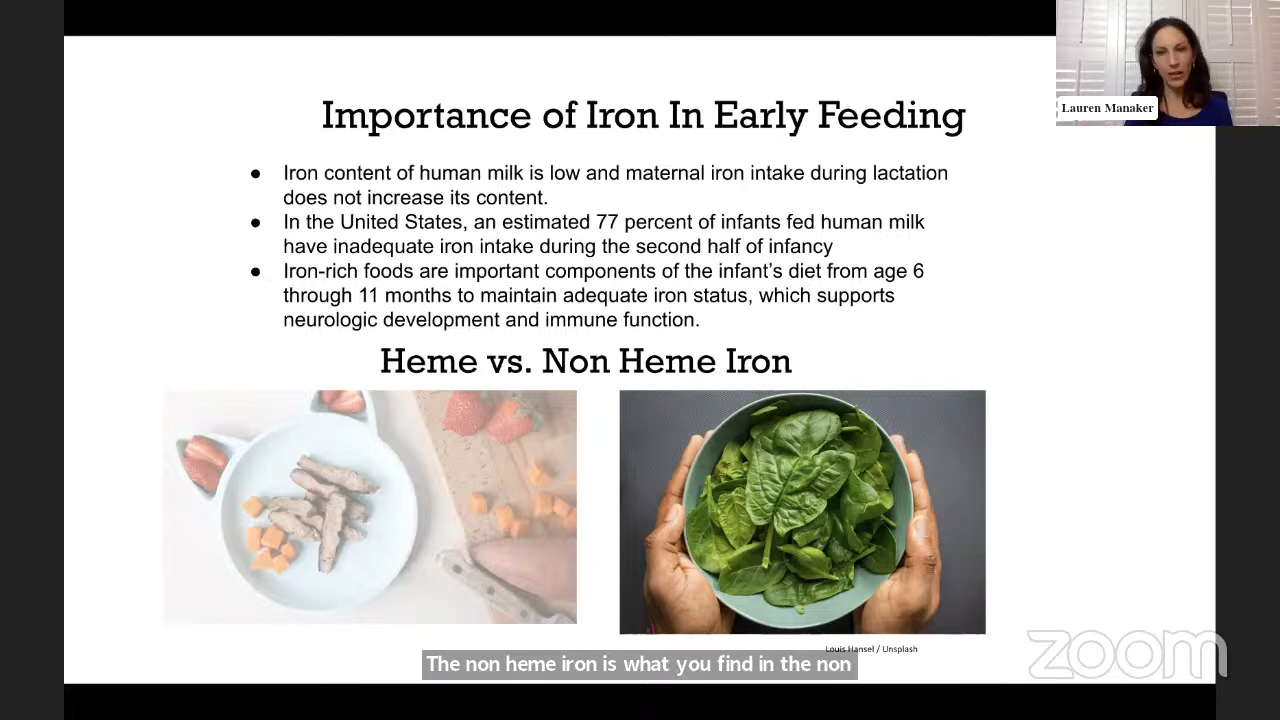 Lauren Manaker
Importance of Iron In Early Feeding
● Iron content of human milk is low and maternal iron intake during lactation
does not increase its content.
● In the United States, an estimated 77 percent of infants fed human milk
have inadequate iron intake during the second half of infancy
● Iron-rich foods are important components of the infant’s diet from age 6
through 11 months to maintain adequate iron status, which supports
neurologic development and immune function.
Heme vs. Non Heme Iron
Louis Hansel / Unsplash
The non heme iron is what you find in the non
zoom